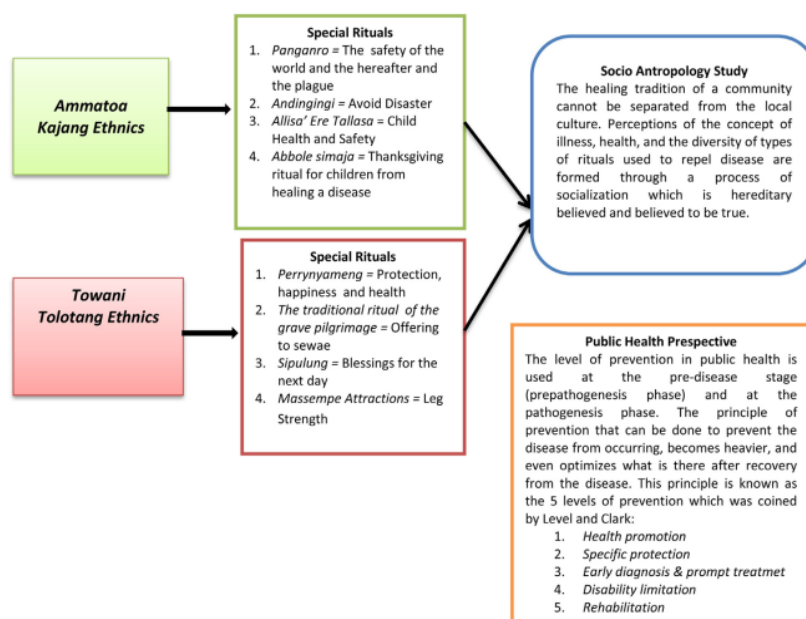 Ammatoa
Kajang Ethnics
Special Rituals
1. Panganro = The safety of the
world and the hereafter and
the plague
2. Andingingi = Avoid Disaster
3. Allisa' Ere Tallasa = Child
Health and Safety
4. Abbole simaja = Thanksgiving
ritual for children from
healing a disease
Towani
Tolotang Ethnics
Special Rituals
1. Perrynyameng = Protection,
happiness and health
2. The traditional ritual of the
grave pilgrimage = Offering
to sewae
3. Sipulung = Blessings for the
next day
4. Massempe Attractions = Leg
Strength
Socio Antropology Study
The healing tradition of a community
cannot be separated from the local
culture. Perceptions of the concept of
illness, health, and the diversity of types
of rituals used to repel disease are
formed through a process of
socialization which is hereditary
believed and believed to be true.
Public Health Prespective
The level of prevention in public health is
used at the pre-disease stage
(prepathogenesis phase) and at the
pathogenesis phase. The principle of
prevention that can be done to prevent the
disease from occurring, becomes heavier, and
even optimizes what is there after recovery
from the disease. This principle is known as
the 5 levels of prevention which was coined
by Level and Clark:
1. Health promotion
2. Specific protection
3. Early diagnosis & prompt treatmet
4. Disability limitation
5. Rehabilitation